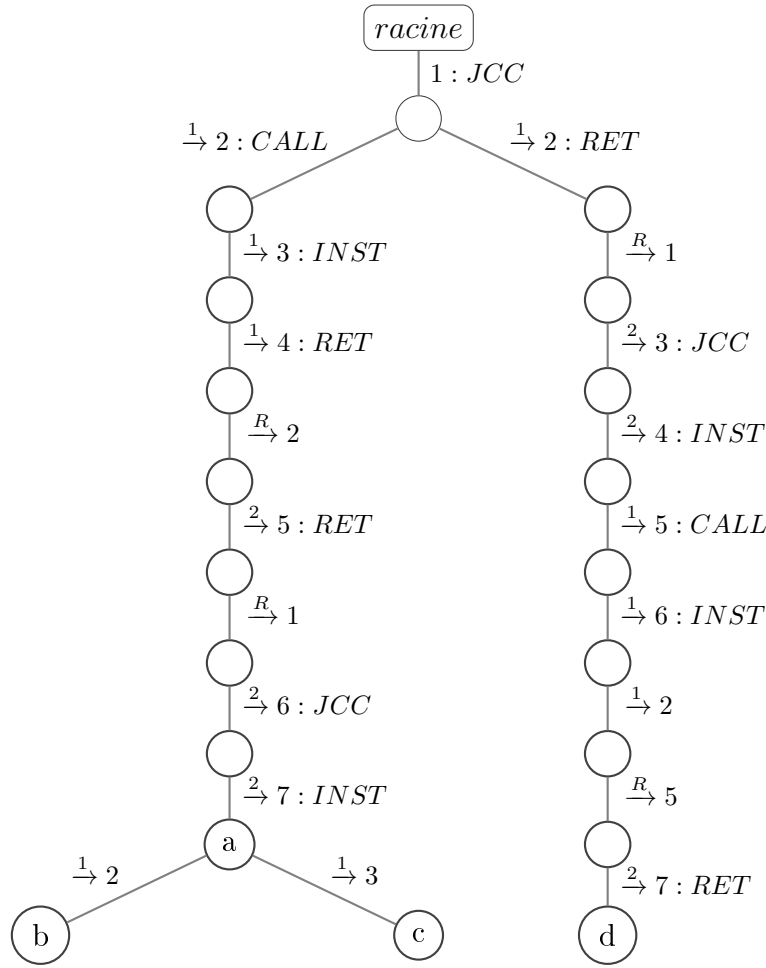 racine
1 : JCC
1→ 2 : CALL
1→ 2 : RET
1→ 3 : INST
R→ 1
1→ 4 : RET
2→ 3 : JCC
R→ 2
2→ 4 : INST
2→ 5 : RET
1→ 5 : CALL
R→ 1
1→ 6 : INST
2→ 6 : JCC
1→ 2
2→ 7 : INST
R→ 5
a
1→ 2
1→ 3
2→ 7 : RET
b
c
d